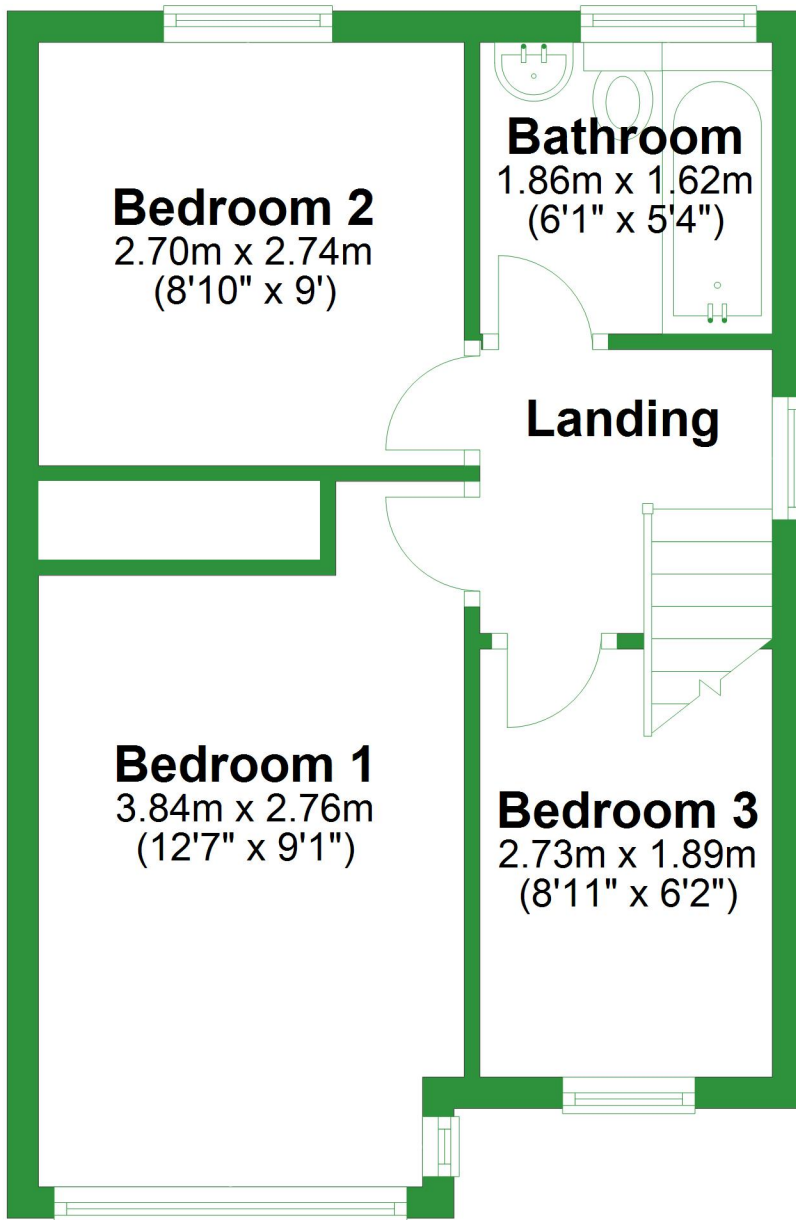 Bathroom
1.86m x 1.62m
(6'1" x 5'4")
Bedroom 2
2.70m x 2.74m
(8'10" x 9')
Landing
Bedroom 1
3.84m x 2.76m
(12'7" x 9'1")
Bedroom 3
2.73m x 1.89m
(8'11" x 6'2")